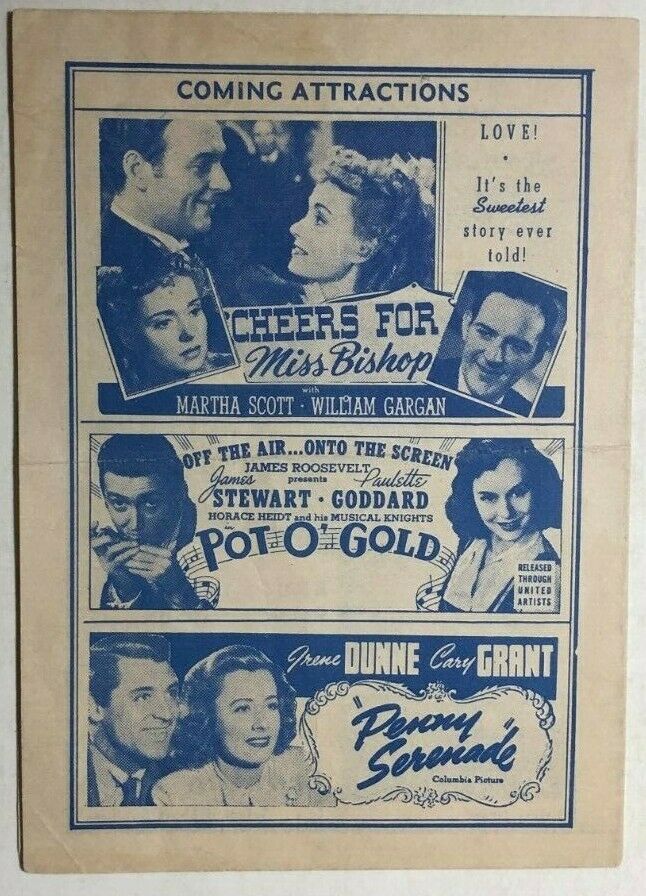 COMING ATTRACTIONS
LOVE!
•
It's the
Sweetest
story ever
told!
CHEERS FOR
Miss Bishop
with
MARTHA SCOTT · WILLIAM GARGAN
OFF THE AIR...ONTO THE SCREEN
JAMES ROOSEVELT
presents
James Paulette
STEWART · GODDARD
HORACE HEIDT and his MUSICAL KNIGHTS
in
"POT O' GOLD"
RELEASED
THROUGH
UNITED
ARTISTS
Irene DUNNE Cary GRANT
"Penny
Serenade"
Columbia Picture